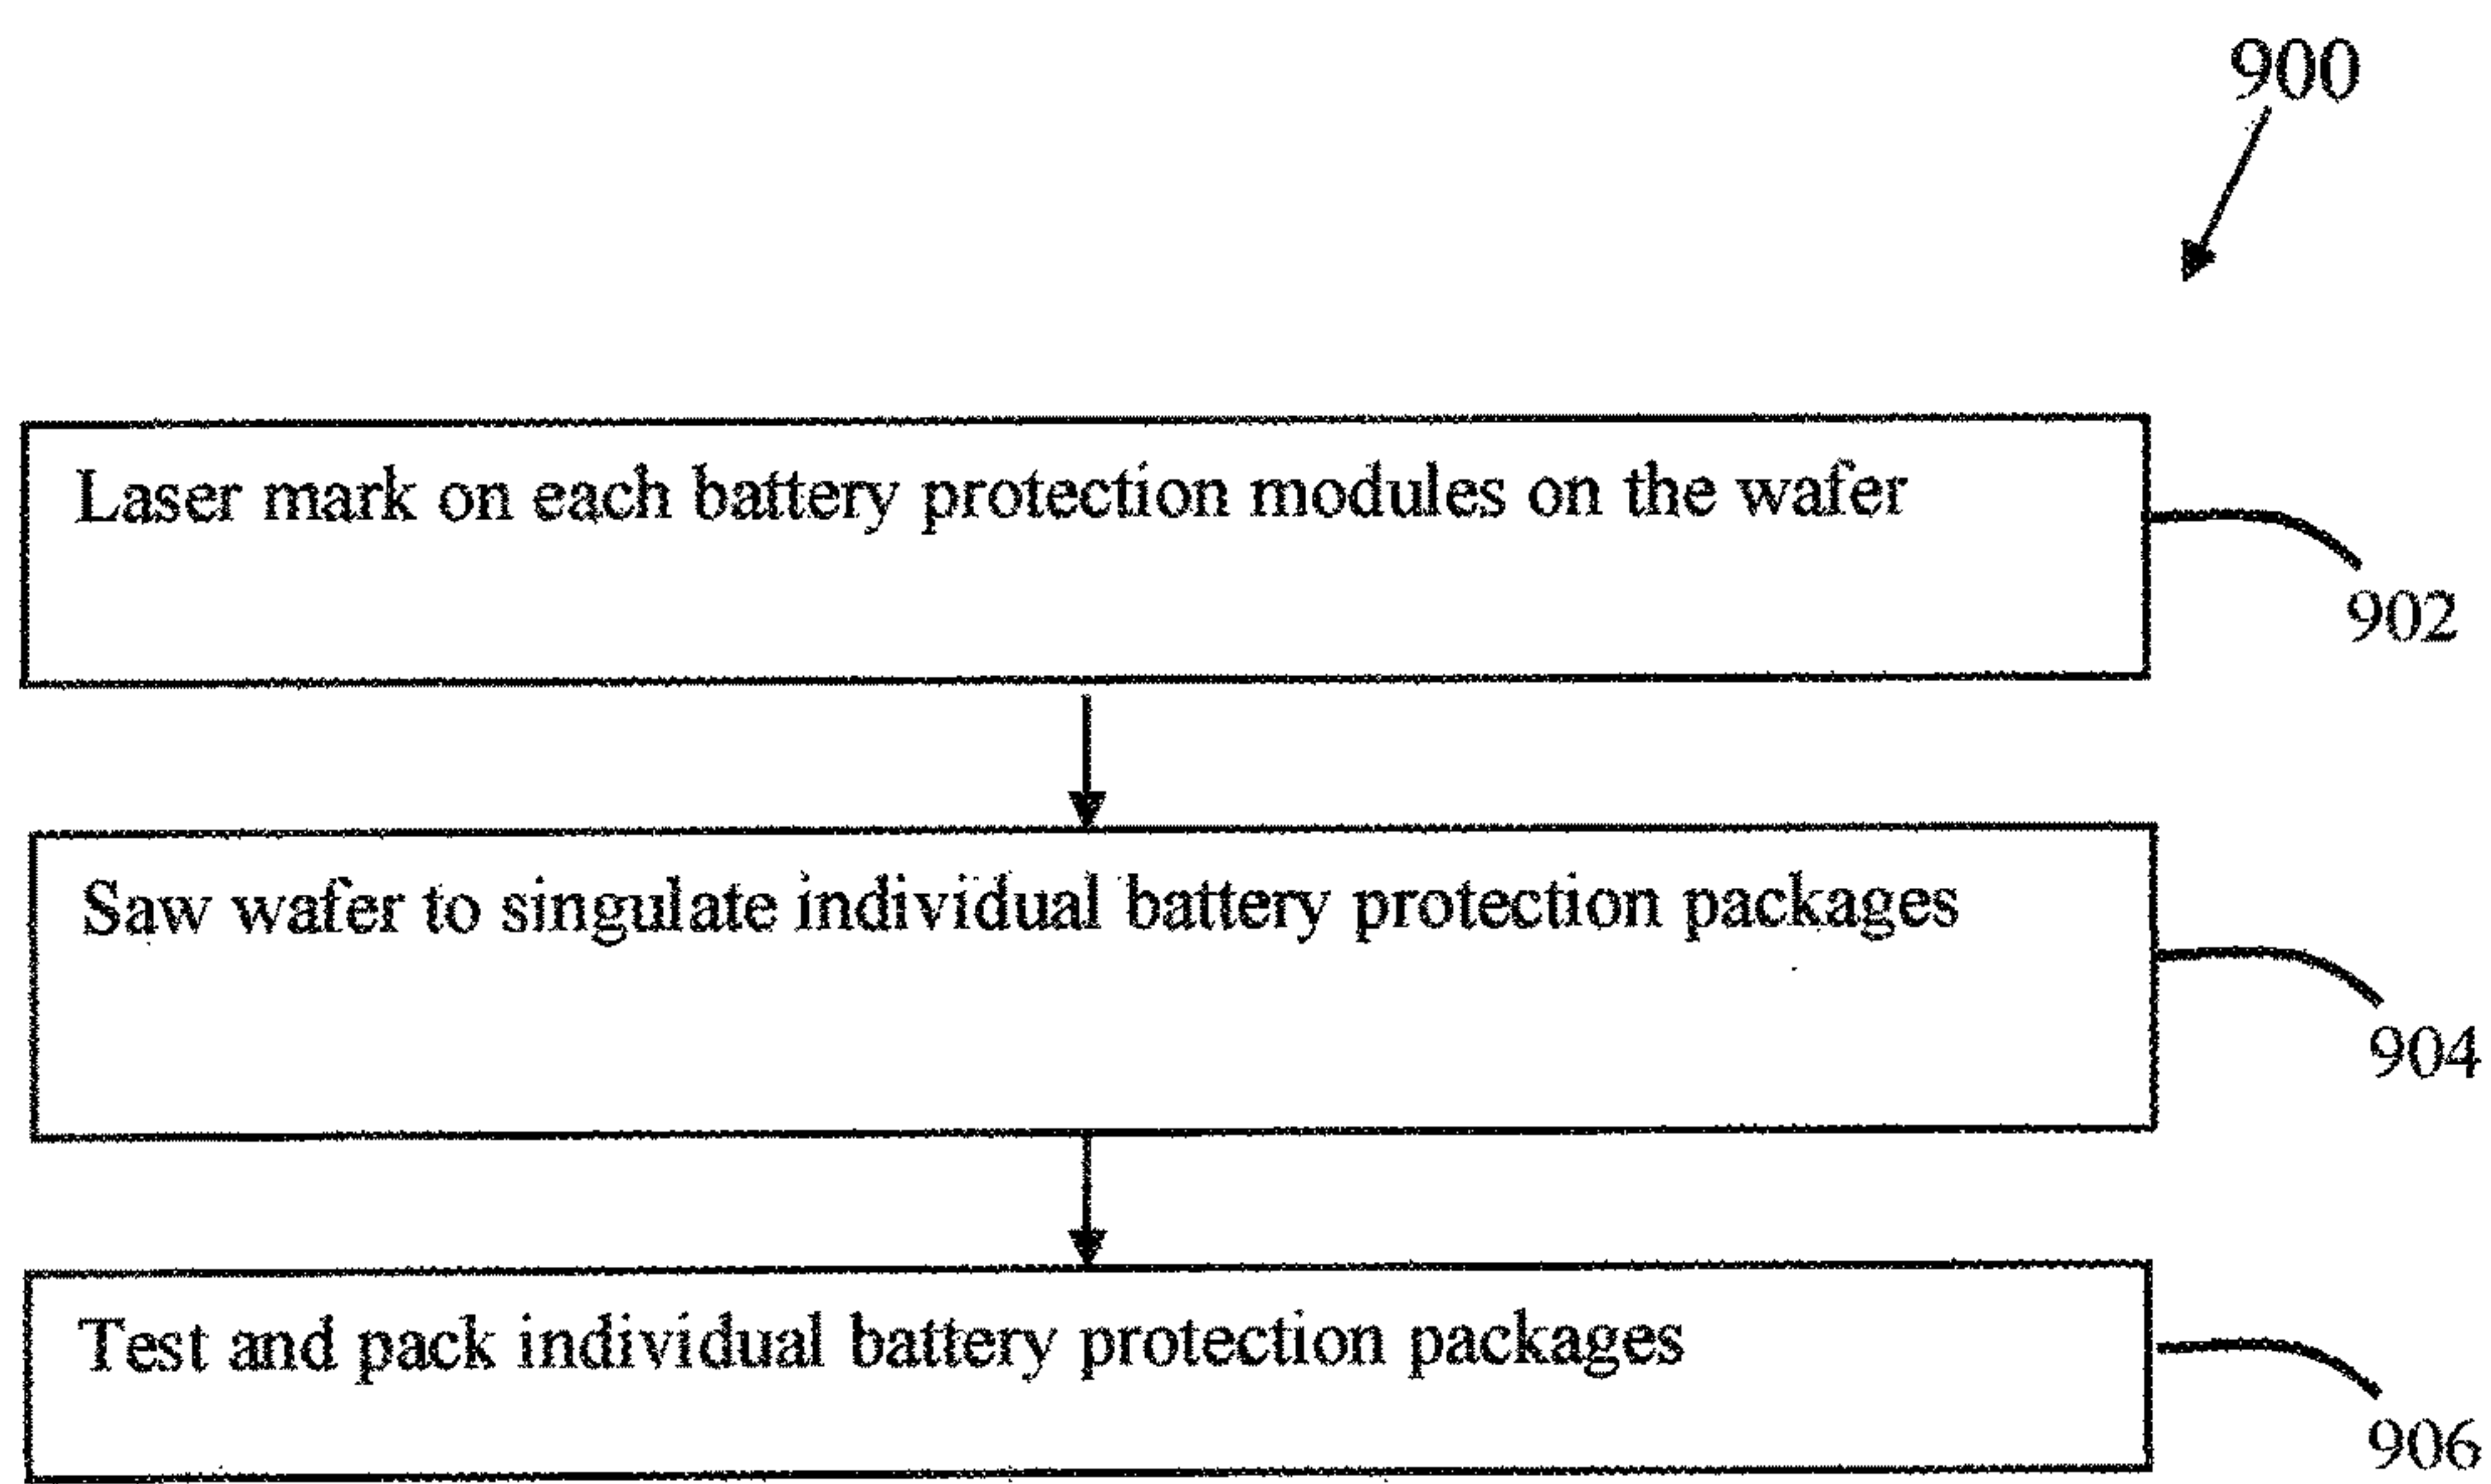 900
Laser mark on each battery protection modules on the wafer
902
Saw wafer to singulate individual battery protection packages
904
Test and pack individual battery protection packages
906